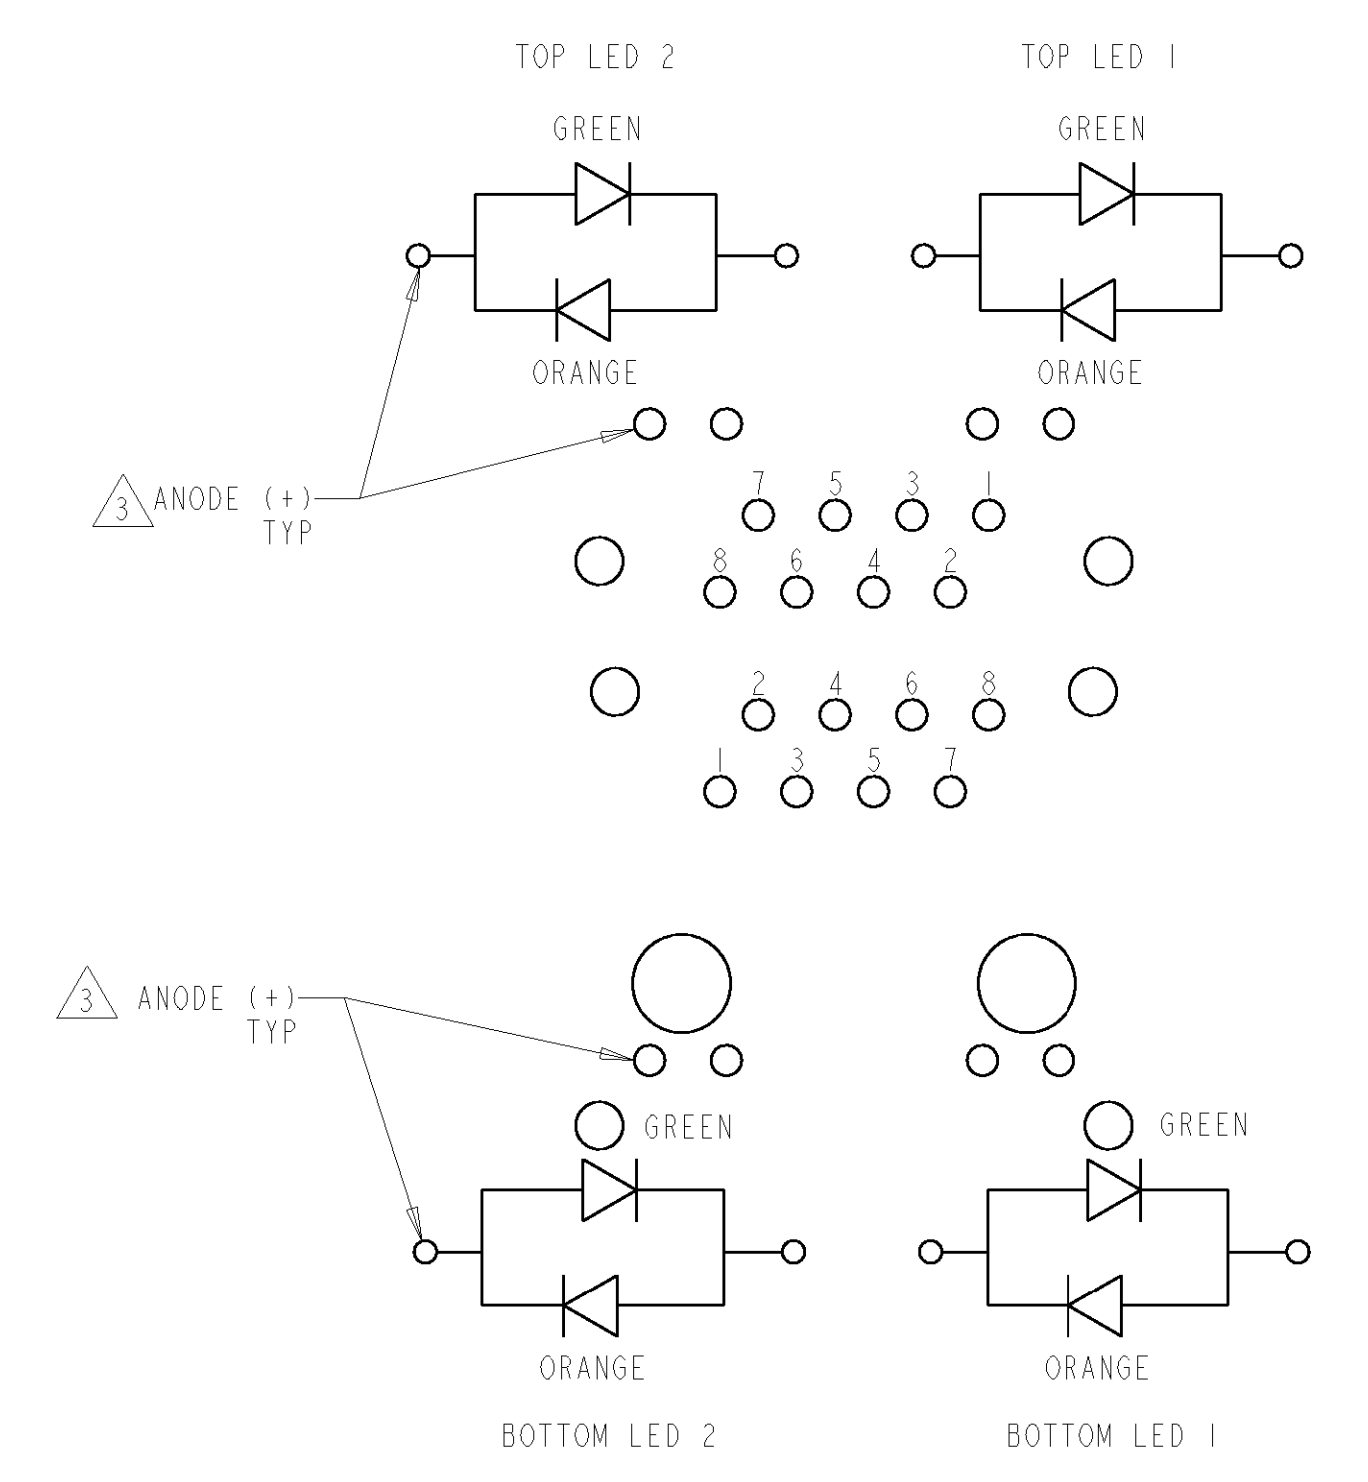 TOP LED 2
TOP LED 1
GREEN
GREEN
ORANGE
ORANGE
3 ANODE (+)
TYP
7 5 3 1
8 6 4 2
2 4 6 8
1 3 5 7
3 ANODE (+)
TYP
GREEN
GREEN
ORANGE
ORANGE
BOTTOM LED 2
BOTTOM LED 1